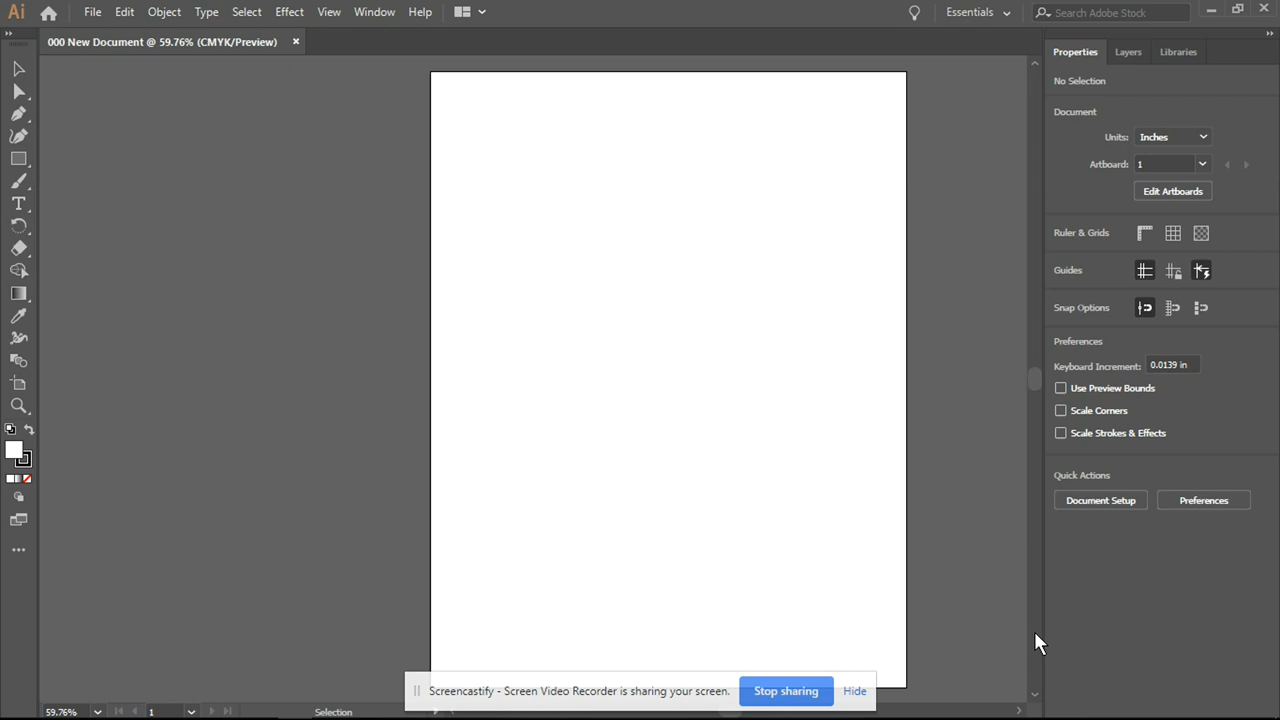 Ai File Edit Object Type Select Effect View Window Help Essentials Search Adobe Stock
000 New Document @ 59.76% (CMYK/Preview) ×
Properties Layers Libraries
No Selection
Document
Units: Inches
Artboard: 1
Edit Artboards
Ruler & Grids
Guides
Snap Options
Preferences
Keyboard Increment: 0.0139 in
Use Preview Bounds
Scale Corners
Scale Strokes & Effects
Quick Actions
Document Setup Preferences
Screencastify - Screen Video Recorder is sharing your screen. Stop sharing Hide
59.76% 1 Selection